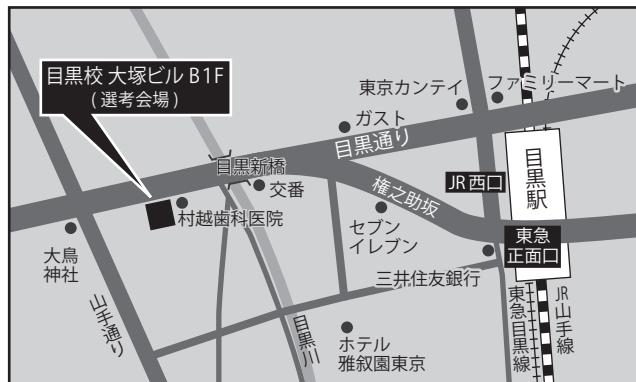 目黒校 大塚ビル B1F
( 選考会場 )
東京カンテイ
ファミリーマート
ガスト
目黒通り
目黒新橋
交番
村越歯科医院
権之助坂
JR 西口
目黒駅
セブン
イレブン
東急
正面口
大鳥
神社
山手通り
三井住友銀行
目黒川
ホテル
雅叙園東京
東急目黒線
JR山手線